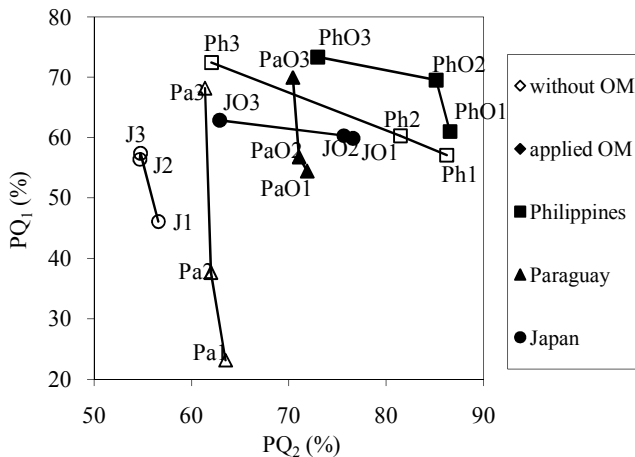 80
70
60
50
40
30
20
PQ1 (%)
50 60 70 80 90
PQ2 (%)
Ph3 PaO3 PhO3
PhO2
Pa3 JO3
PhO1
Ph2
J3 PaO2 JO2 JO1
J2 Ph1
PaO1
J1
Pa2
Pa1
without OM
applied OM
Philippines
Paraguay
Japan